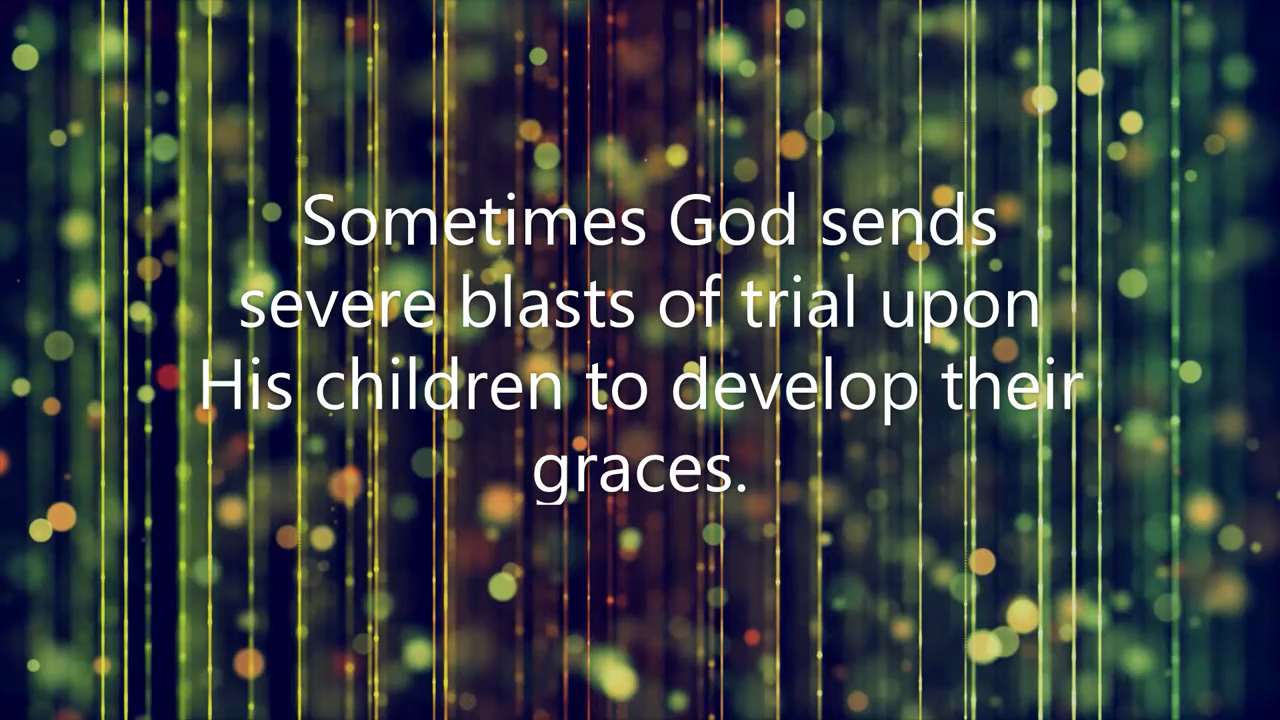 Sometimes God sends
severe blasts of trial upon
His children to develop their
graces.